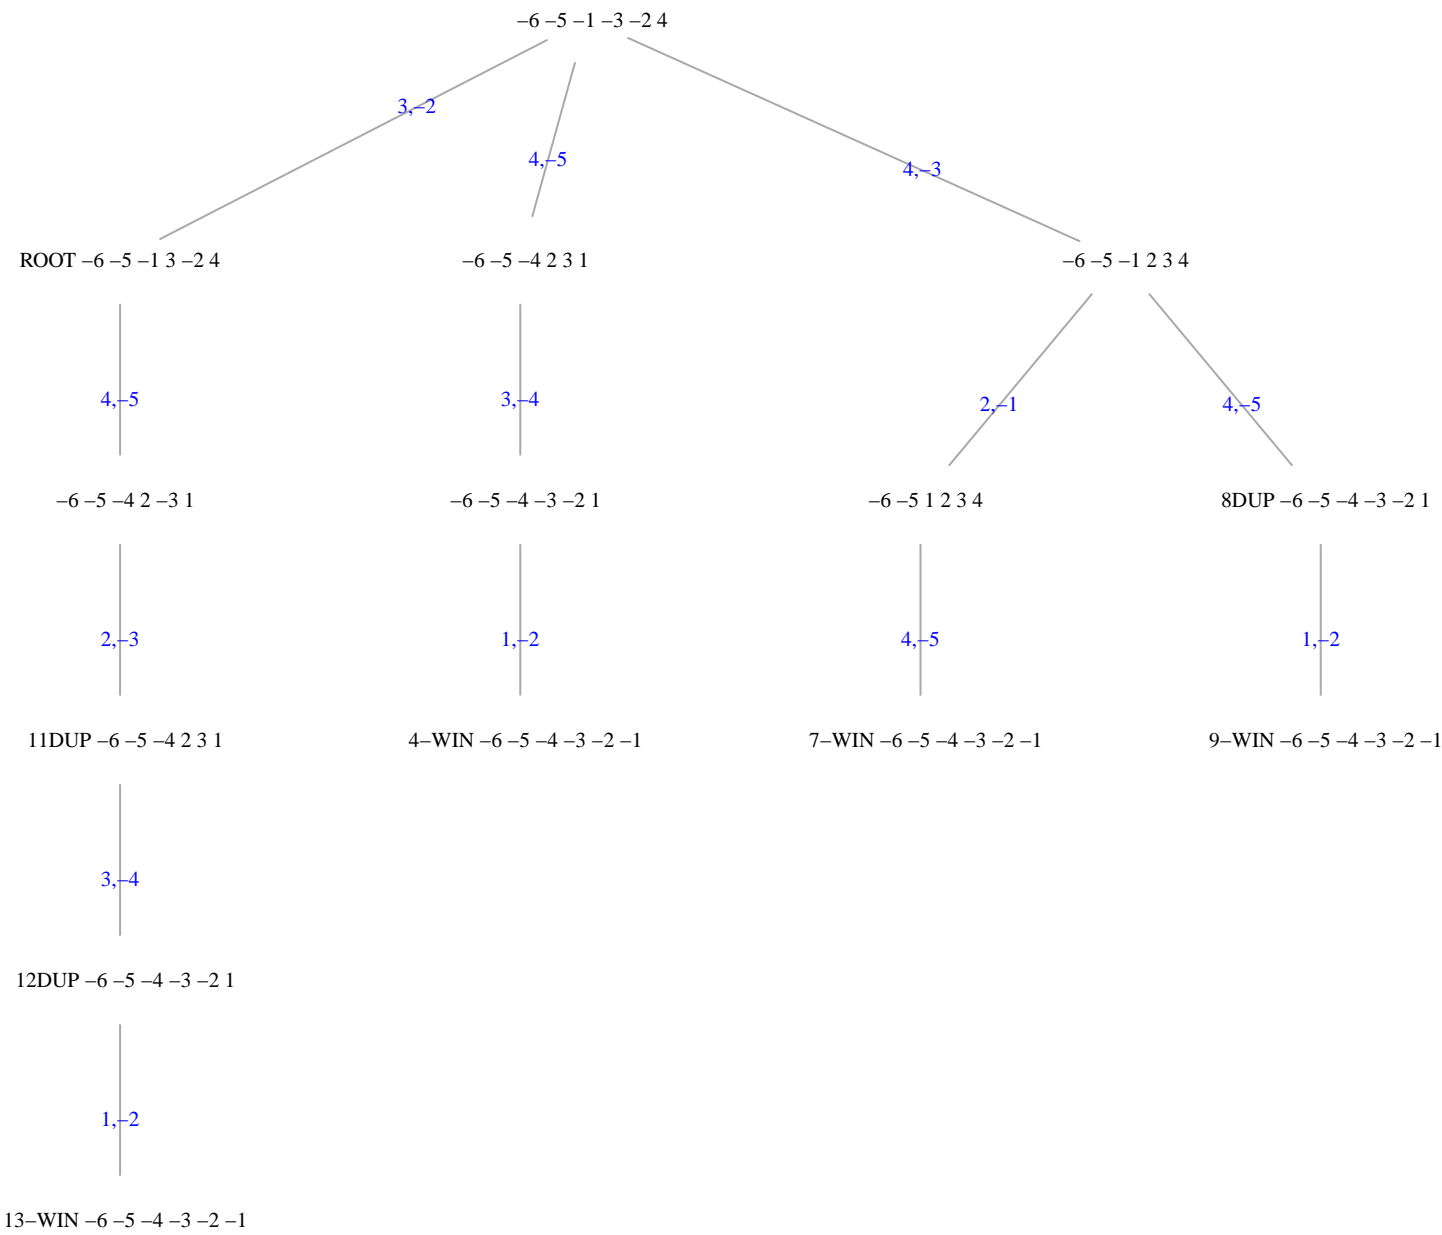 –6 –5 –1 –3 –2 4
3,–2
4,–5
4,–3
ROOT –6 –5 –1 3 –2 4
–6 –5 –4 2 3 1
–6 –5 –1 2 3 4
4,–5
3,–4
2,–1
4,–5
–6 –5 –4 2 –3 1
–6 –5 –4 –3 –2 1
–6 –5 1 2 3 4
8DUP –6 –5 –4 –3 –2 1
2,–3
1,–2
4,–5
1,–2
11DUP –6 –5 –4 2 3 1
4–WIN –6 –5 –4 –3 –2 –1
7–WIN –6 –5 –4 –3 –2 –1
9–WIN –6 –5 –4 –3 –2 –1
3,–4
12DUP –6 –5 –4 –3 –2 1
1,–2
13–WIN –6 –5 –4 –3 –2 –1